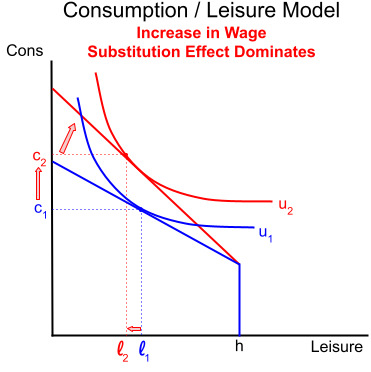 Consumption / Leisure Model
Increase in Wage
Substitution Effect Dominates
Cons
c2
c1
u2
u1
ℓ2 ℓ1 h Leisure